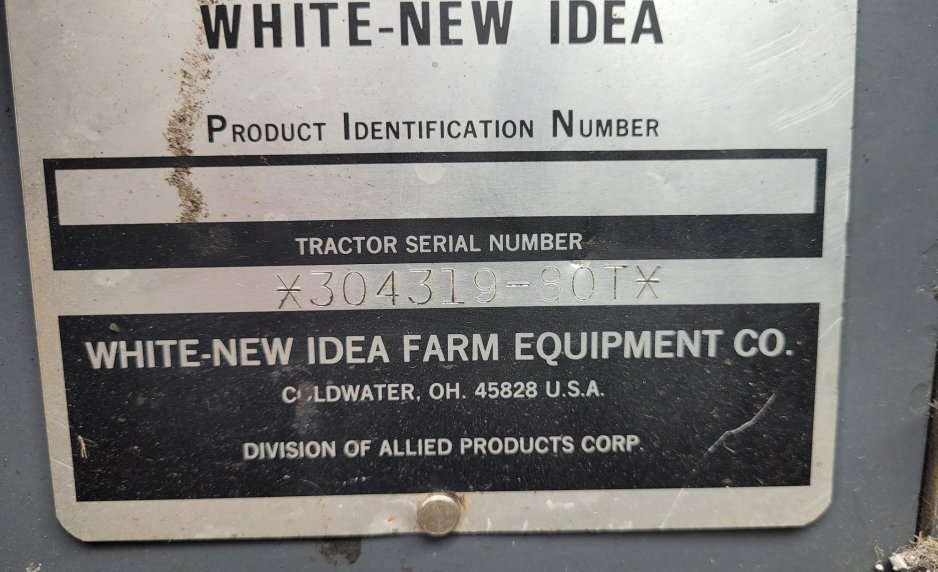 WHITE-NEW IDEA
PRODUCT IDENTIFICATION NUMBER
TRACTOR SERIAL NUMBER
*304319-80T*
WHITE-NEW IDEA FARM EQUIPMENT CO.
COLDWATER, OH. 45828 U.S.A.
DIVISION OF ALLIED PRODUCTS CORP.